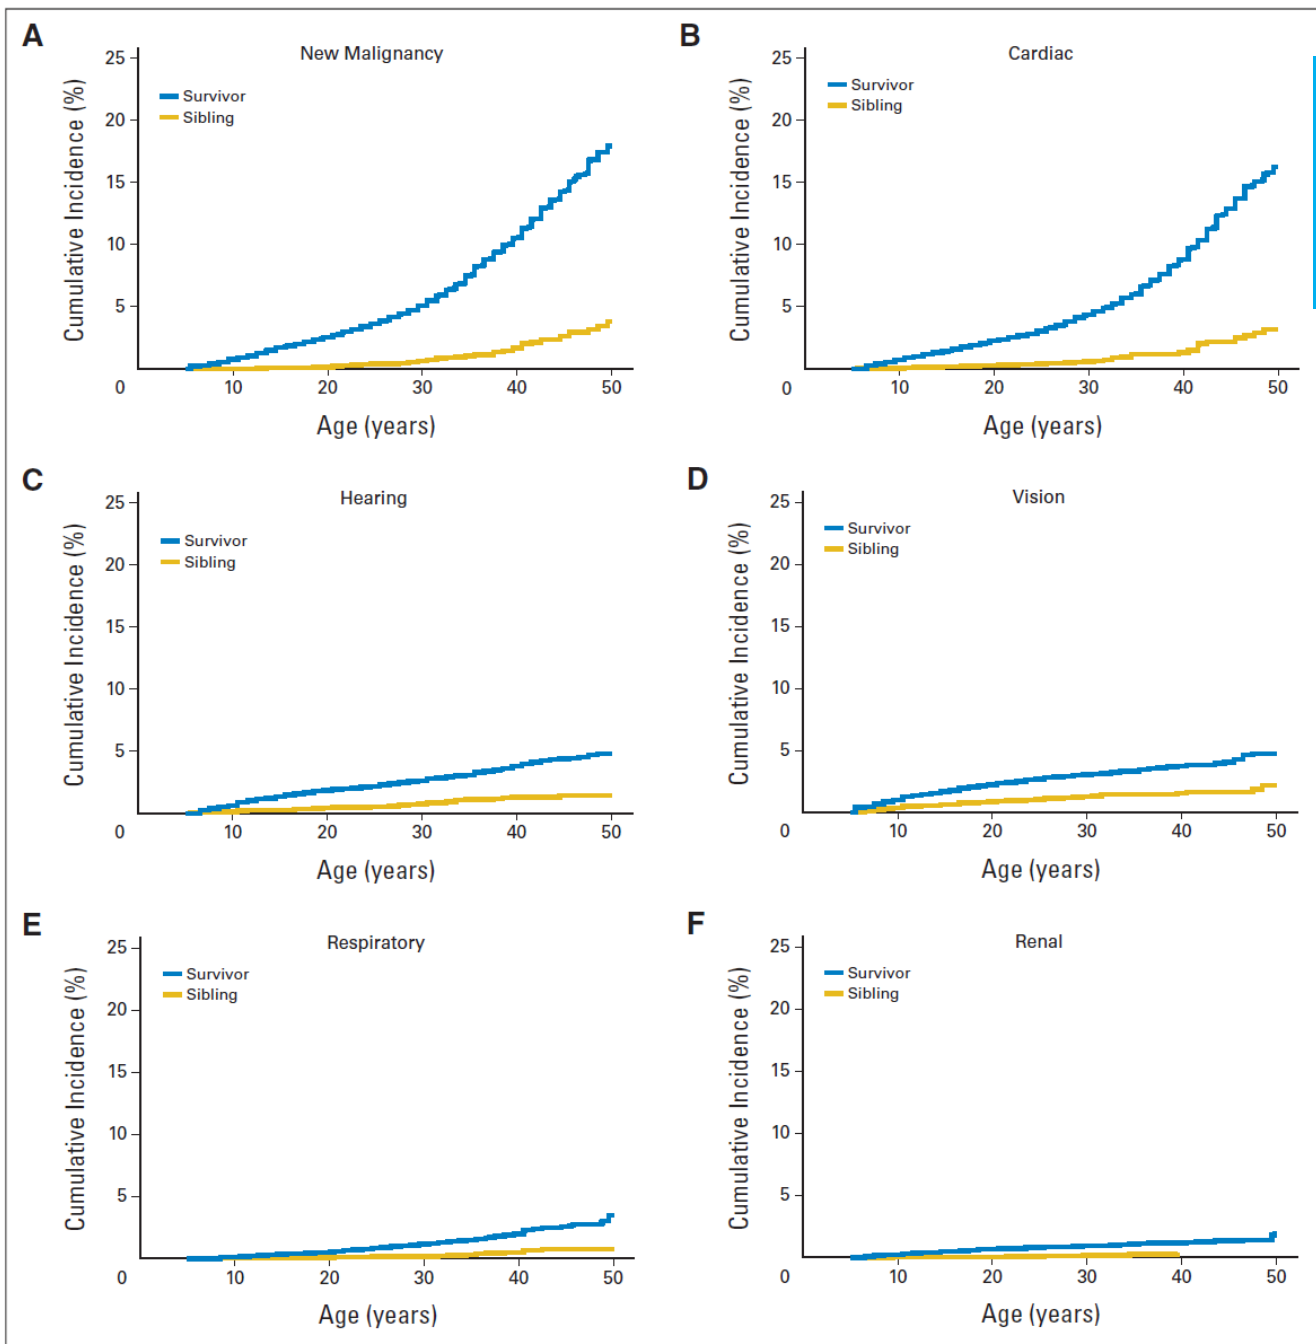 A
New Malignancy
Cumulative Incidence (%)
25
20
15
10
5
0
Survivor
Sibling
10 20 30 40 50
Age (years)
B
Cardiac
Cumulative Incidence (%)
25
20
15
10
5
0
Survivor
Sibling
10 20 30 40 50
Age (years)
C
Hearing
Cumulative Incidence (%)
25
20
15
10
5
0
Survivor
Sibling
10 20 30 40 50
Age (years)
D
Vision
Cumulative Incidence (%)
25
20
15
10
5
0
Survivor
Sibling
10 20 30 40 50
Age (years)
E
Respiratory
Cumulative Incidence (%)
25
20
15
10
5
0
Survivor
Sibling
10 20 30 40 50
Age (years)
F
Renal
Cumulative Incidence (%)
25
20
15
10
5
0
Survivor
Sibling
10 20 30 40 50
Age (years)